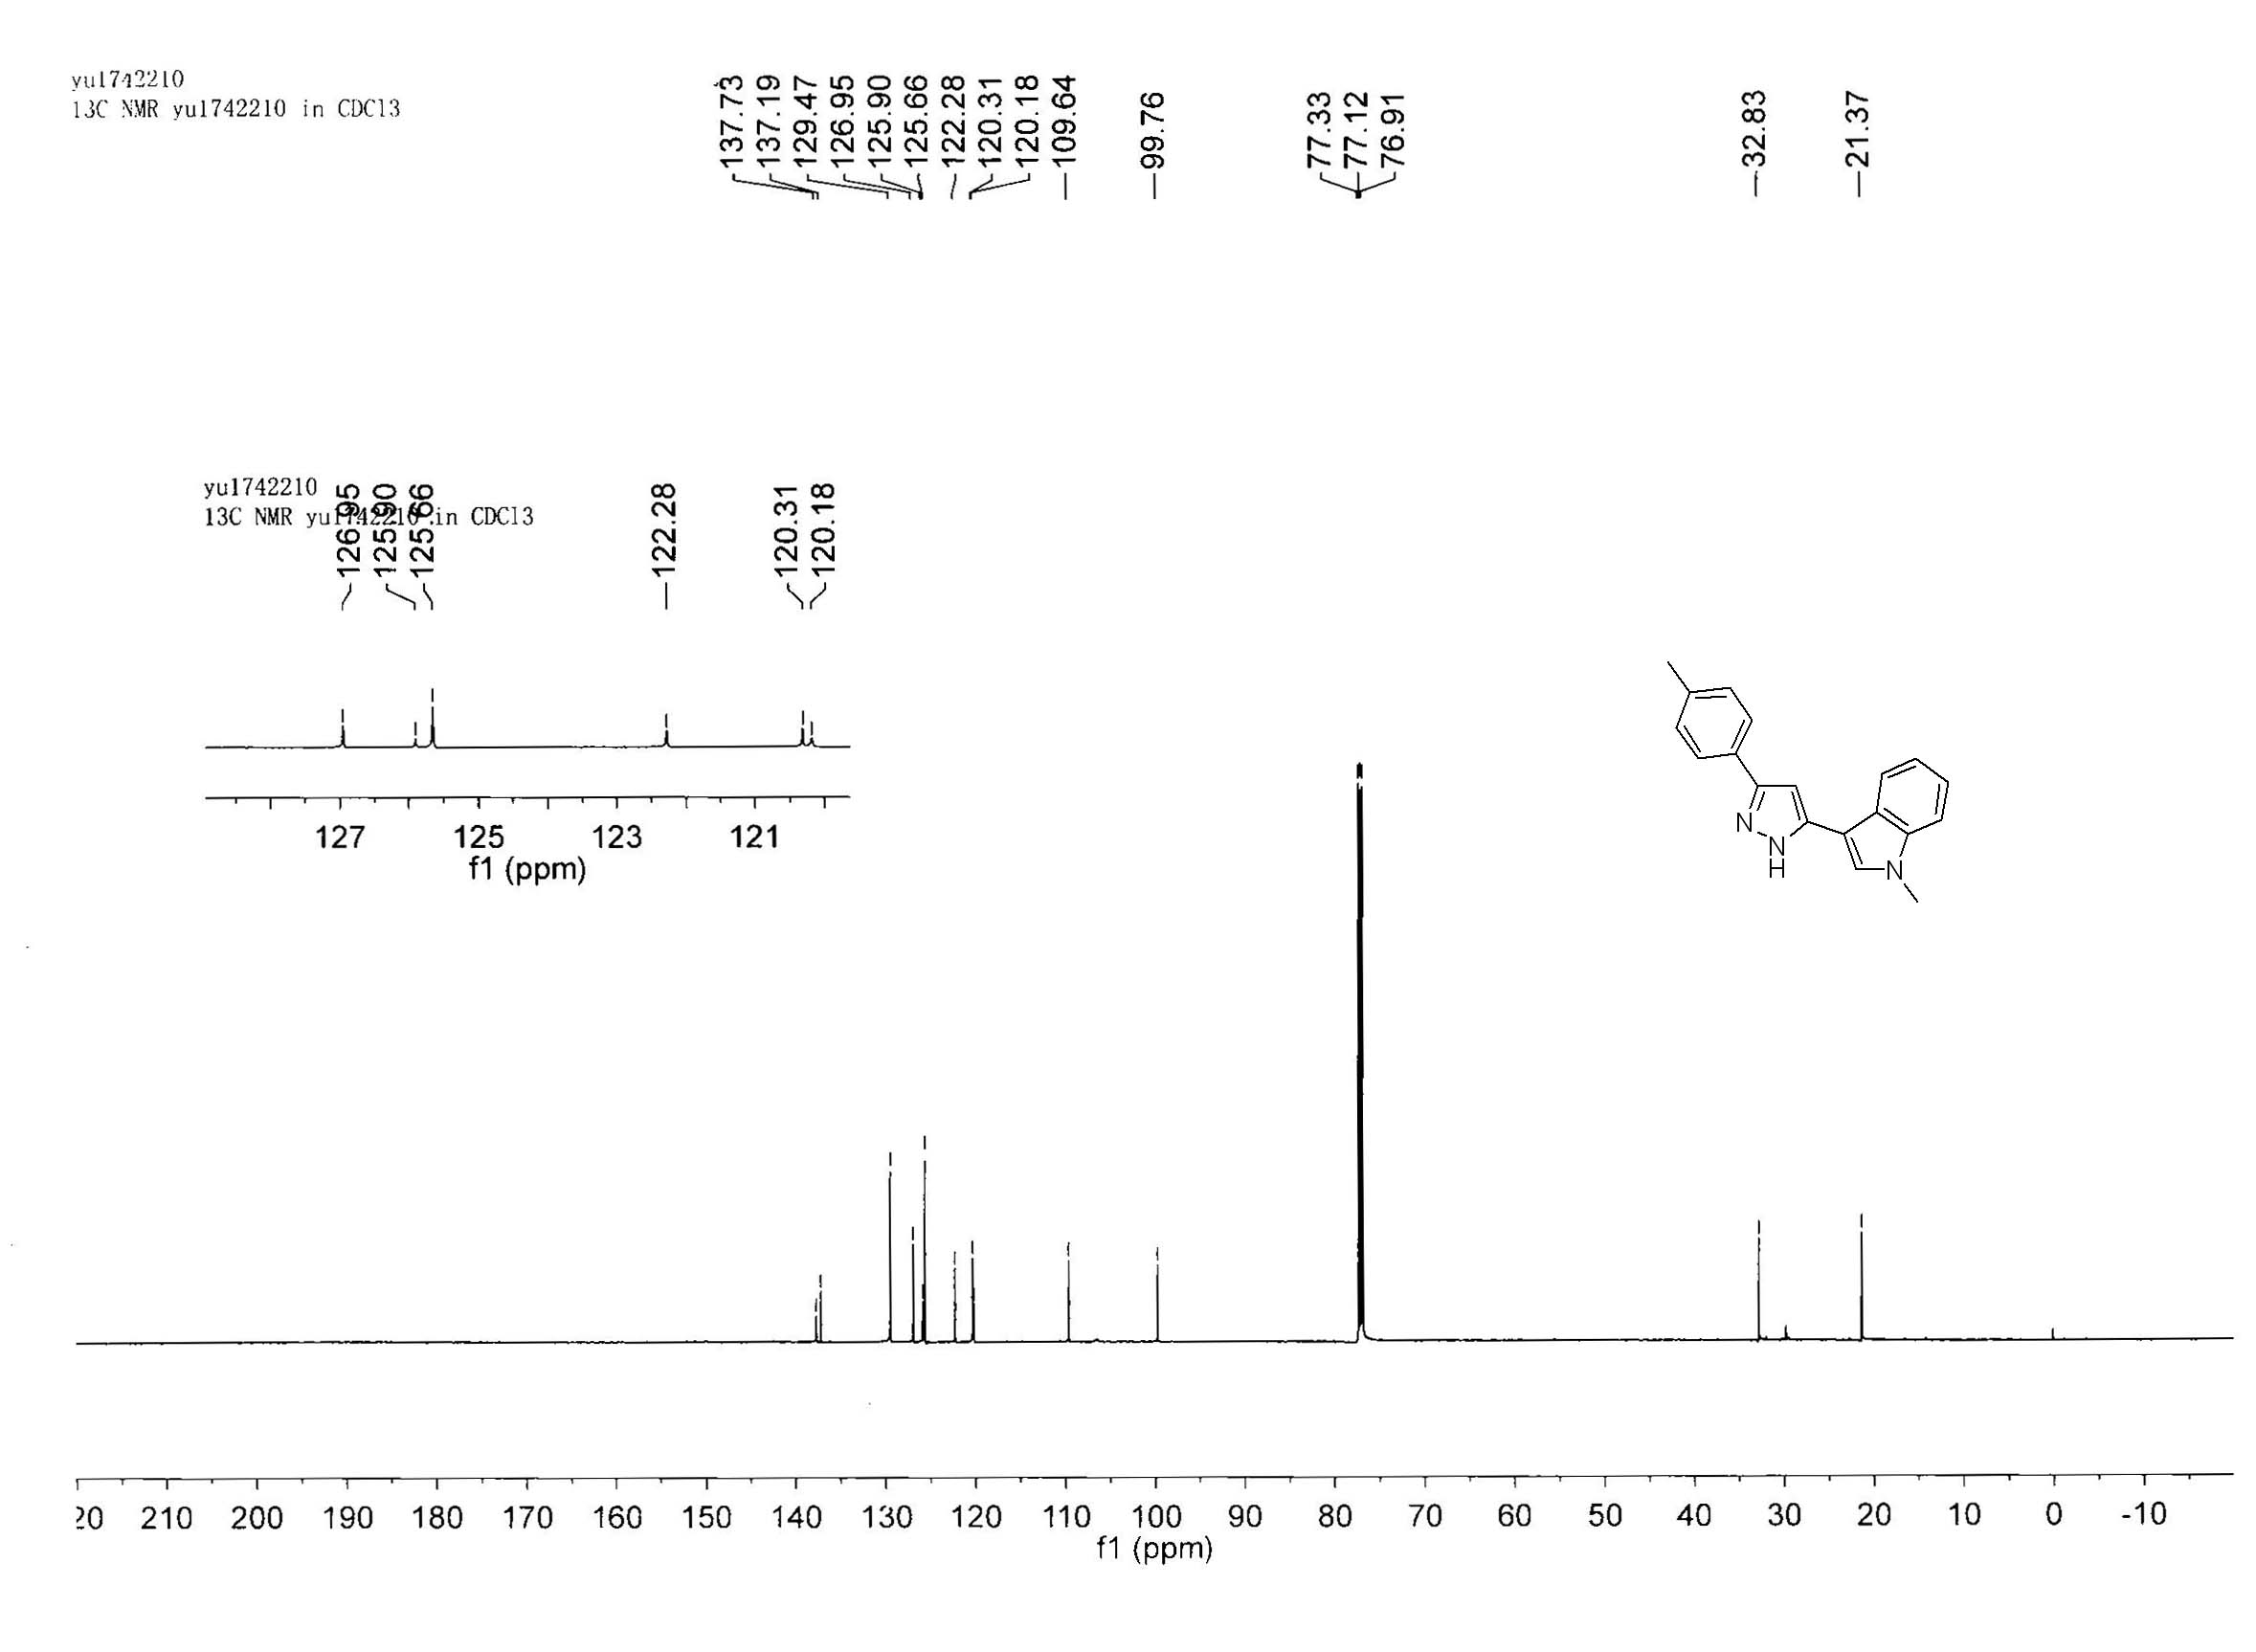 yu1742210
13C NMR yu1742210 in CDCl3
137.73
137.19
129.47
126.95
125.90
125.66
122.28
120.31
120.18
109.64
99.76
77.33
77.12
76.91
32.83
21.37
yu1742210
13C NMR yu1742210 in CDCl3
126.95
125.90
125.66
122.28
120.31
120.18
127 125 123 121
f1 (ppm)
N
N
H
N
20 210 200 190 180 170 160 150 140 130 120 110 100 90 80 70 60 50 40 30 20 10 0 -10
f1 (ppm)